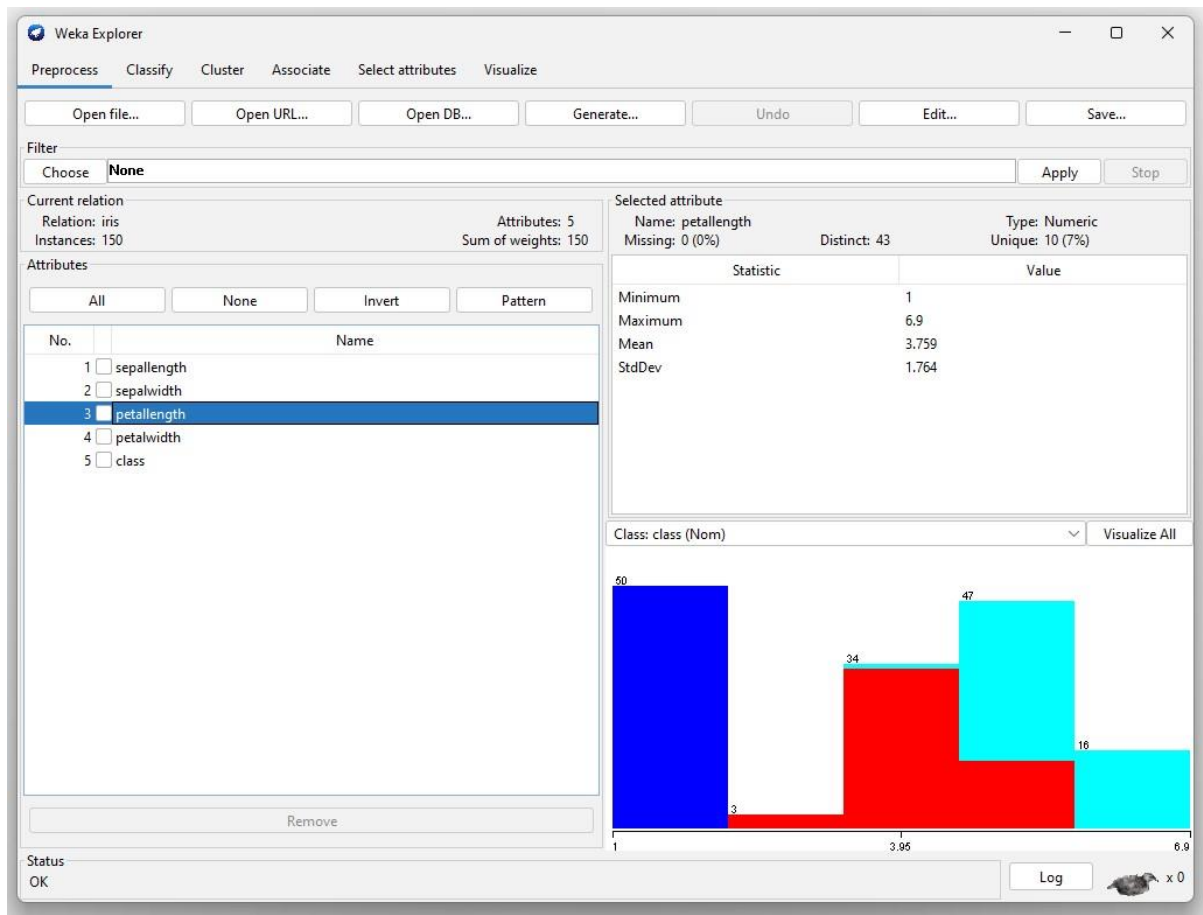 Weka Explorer
Preprocess Classify Cluster Associate Select attributes Visualize
Open file... Open URL... Open DB... Generate... Undo Edit... Save...
Filter
Choose None Apply Stop
Current relation
Relation: iris Attributes: 5
Instances: 150 Sum of weights: 150
Attributes
All None Invert Pattern
No. Name
1 sepallength
2 sepalwidth
3 petallength
4 petalwidth
5 class
Remove
Selected attribute
Name: petallength Type: Numeric
Missing: 0 (0%) Distinct: 43 Unique: 10 (7%)
Statistic Value
Minimum 1
Maximum 6.9
Mean 3.759
StdDev 1.764
Class: class (Nom) Visualize All
50
47
34
16
3
1 3.95 6.9
Status
OK
Log x 0